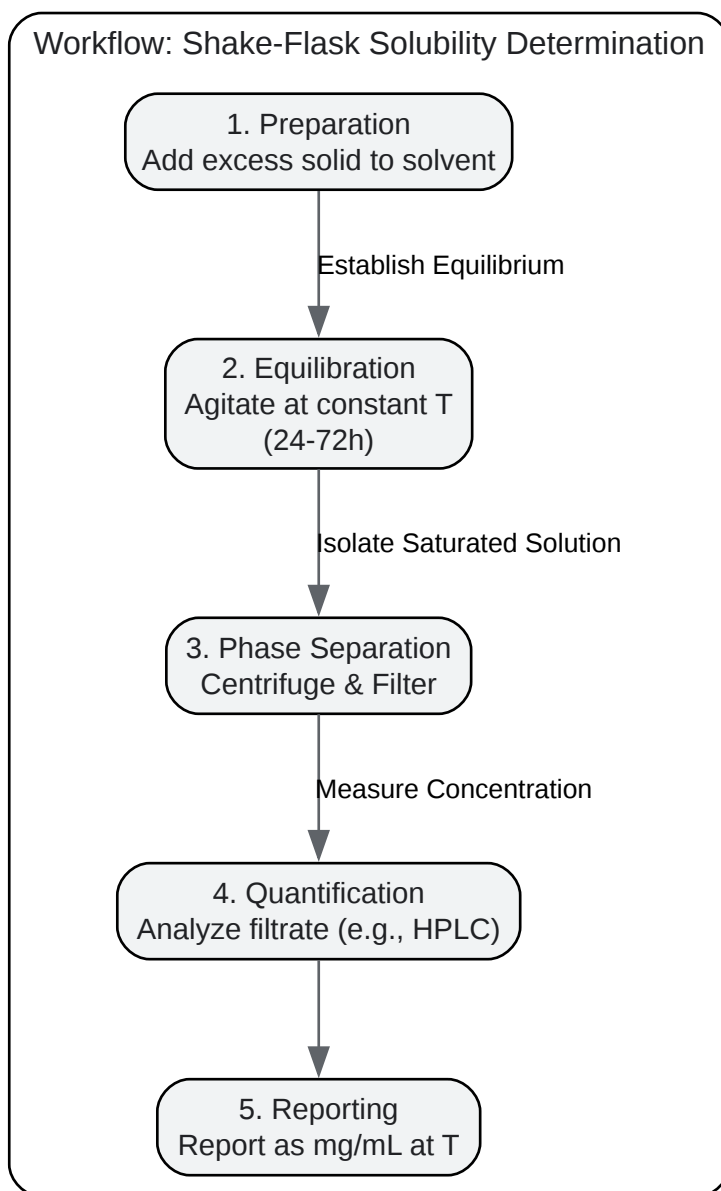 Workflow: Shake-Flask Solubility Determination
1. Preparation
Add excess solid to solvent
Establish Equilibrium
2. Equilibration
Agitate at constant T
(24-72h)
Isolate Saturated Solution
3. Phase Separation
Centrifuge & Filter
Measure Concentration
4. Quantification
Analyze filtrate (e.g., HPLC)
5. Reporting
Report as mg/mL at T